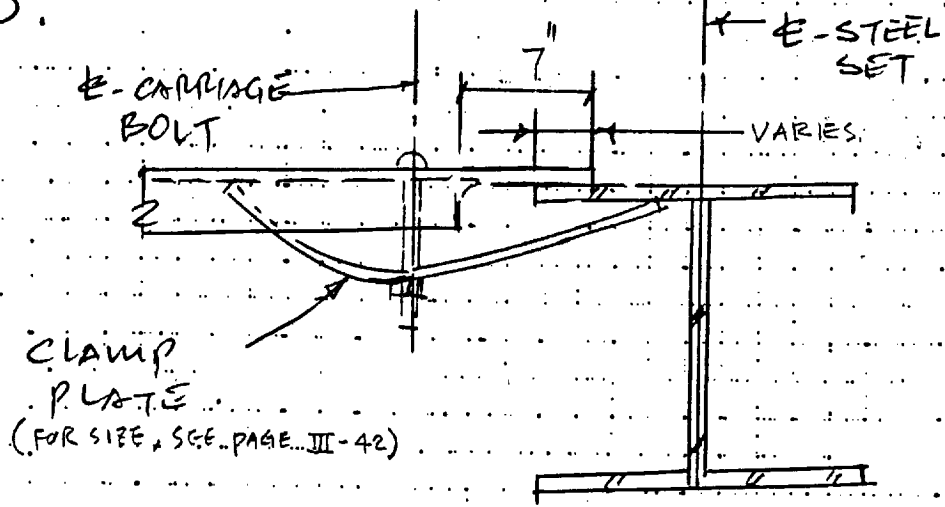 ℄-STEEL
SET
7"
℄-CARRIAGE
BOLT
VARIES
CLAMP
PLATE
(FOR SIZE, SEE PAGE III-42)